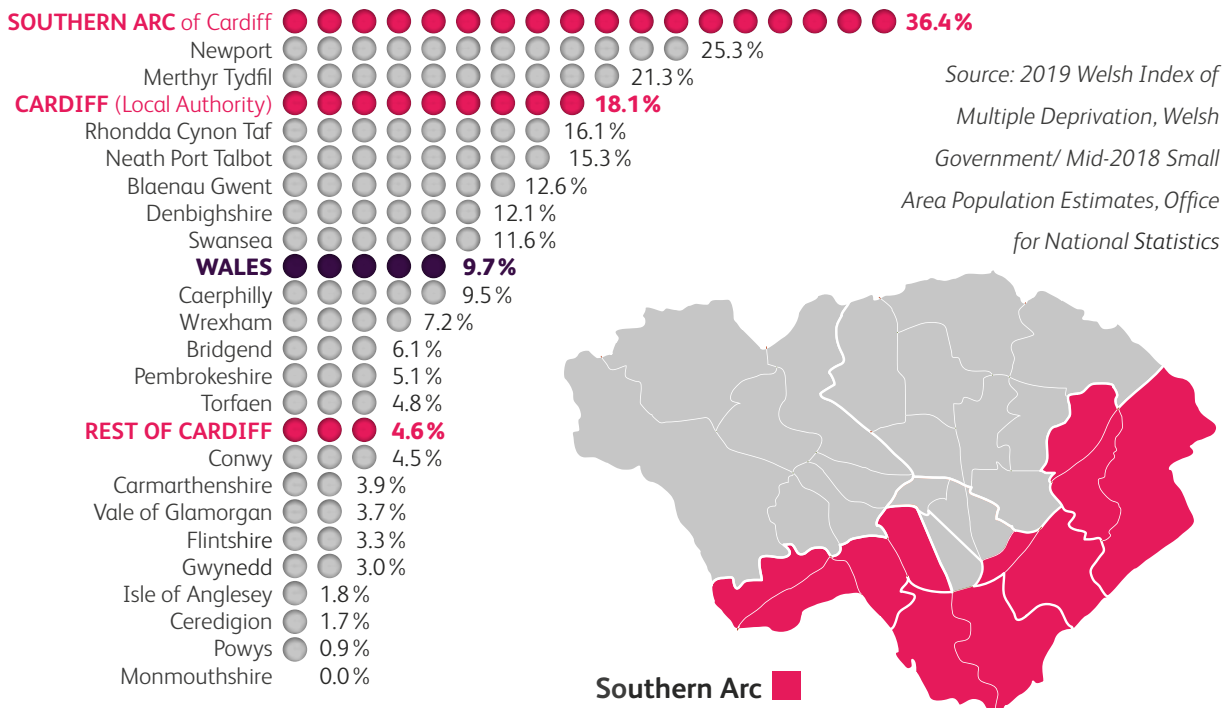 SOUTHERN ARC of Cardiff 36.4%
Newport 25.3%
Merthyr Tydfil 21.3%
CARDIFF (Local Authority) 18.1%
Rhondda Cynon Taf 16.1%
Neath Port Talbot 15.3%
Blaenau Gwent 12.6%
Denbighshire 12.1%
Swansea 11.6%
WALES 9.7%
Caerphilly 9.5%
Wrexham 7.2%
Bridgend 6.1%
Pembrokeshire 5.1%
Torfaen 4.8%
REST OF CARDIFF 4.6%
Conwy 4.5%
Carmarthenshire 3.9%
Vale of Glamorgan 3.7%
Flintshire 3.3%
Gwynedd 3.0%
Isle of Anglesey 1.8%
Ceredigion 1.7%
Powys 0.9%
Monmouthshire 0.0%
Source: 2019 Welsh Index of
Multiple Deprivation, Welsh
Government/ Mid-2018 Small
Area Population Estimates, Office
for National Statistics
Southern Arc